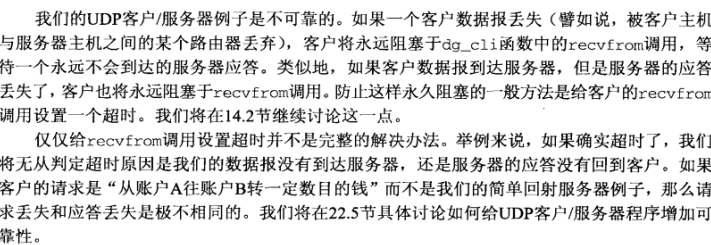 我们的UDP客户/服务器例子是不可靠的。如果一个客户数据报丢失（譬如说，被客户主机
与服务器主机之间的某个路由器丢弃），客户将永远阻塞于dg_cli函数中的recvfrom调用，等
待一个永远不会到达的服务器应答。类似地，如果客户数据报到达服务器，但是服务器的应答
丢失了，客户也将永远阻塞于recvfrom调用。防止这样永久阻塞的一般方法是给客户的recvfrom
调用设置一个超时。我们将在14.2节继续讨论这一点。
仅仅给recvfrom调用设置超时并不是完整的解决办法。举例来说，如果确实超时了，我们
将无从判定超时原因是我们的数据报没有到达服务器，还是服务器的应答没有回到客户。如果
客户的请求是“从账户A往账户B转一定数目的钱”而不是我们的简单回射服务器例子，那么请
求丢失和应答丢失是极不相同的。我们将在22.5节具体讨论如何给UDP客户/服务器程序增加可
靠性。